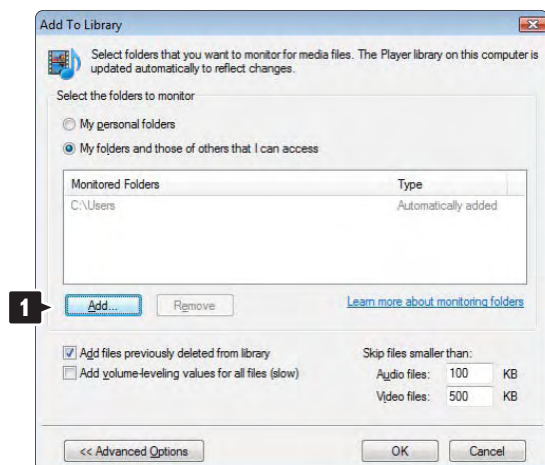 Add To Library
Select folders that you want to monitor for media files. The Player library on this computer is
updated automatically to reflect changes.
Select the folders to monitor
My personal folders
My folders and those of others that I can access
Monitored Folders Type
C:\Users Automatically added
1 Add... Remove Learn more about monitoring folders
Add files previously deleted from library Skip files smaller than:
Add volume-leveling values for all files (slow) Audio files: 100 KB
Video files: 500 KB
<< Advanced Options OK Cancel